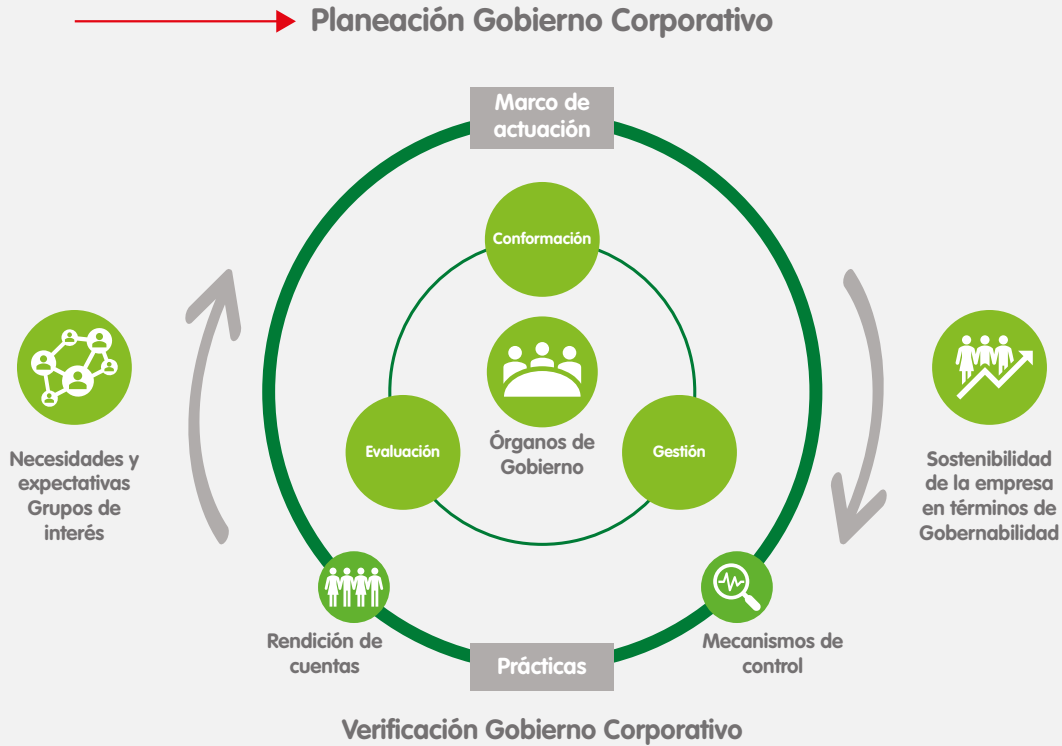 Planeación Gobierno Corporativo
Marco de
actuación
Conformación
Evaluación
Órganos de
Gobierno
Gestión
Necesidades y
expectativas
Grupos de
interés
Sostenibilidad
de la empresa
en términos de
Gobernabilidad
Rendición de
cuentas
Prácticas
Mecanismos de
control
Verificación Gobierno Corporativo